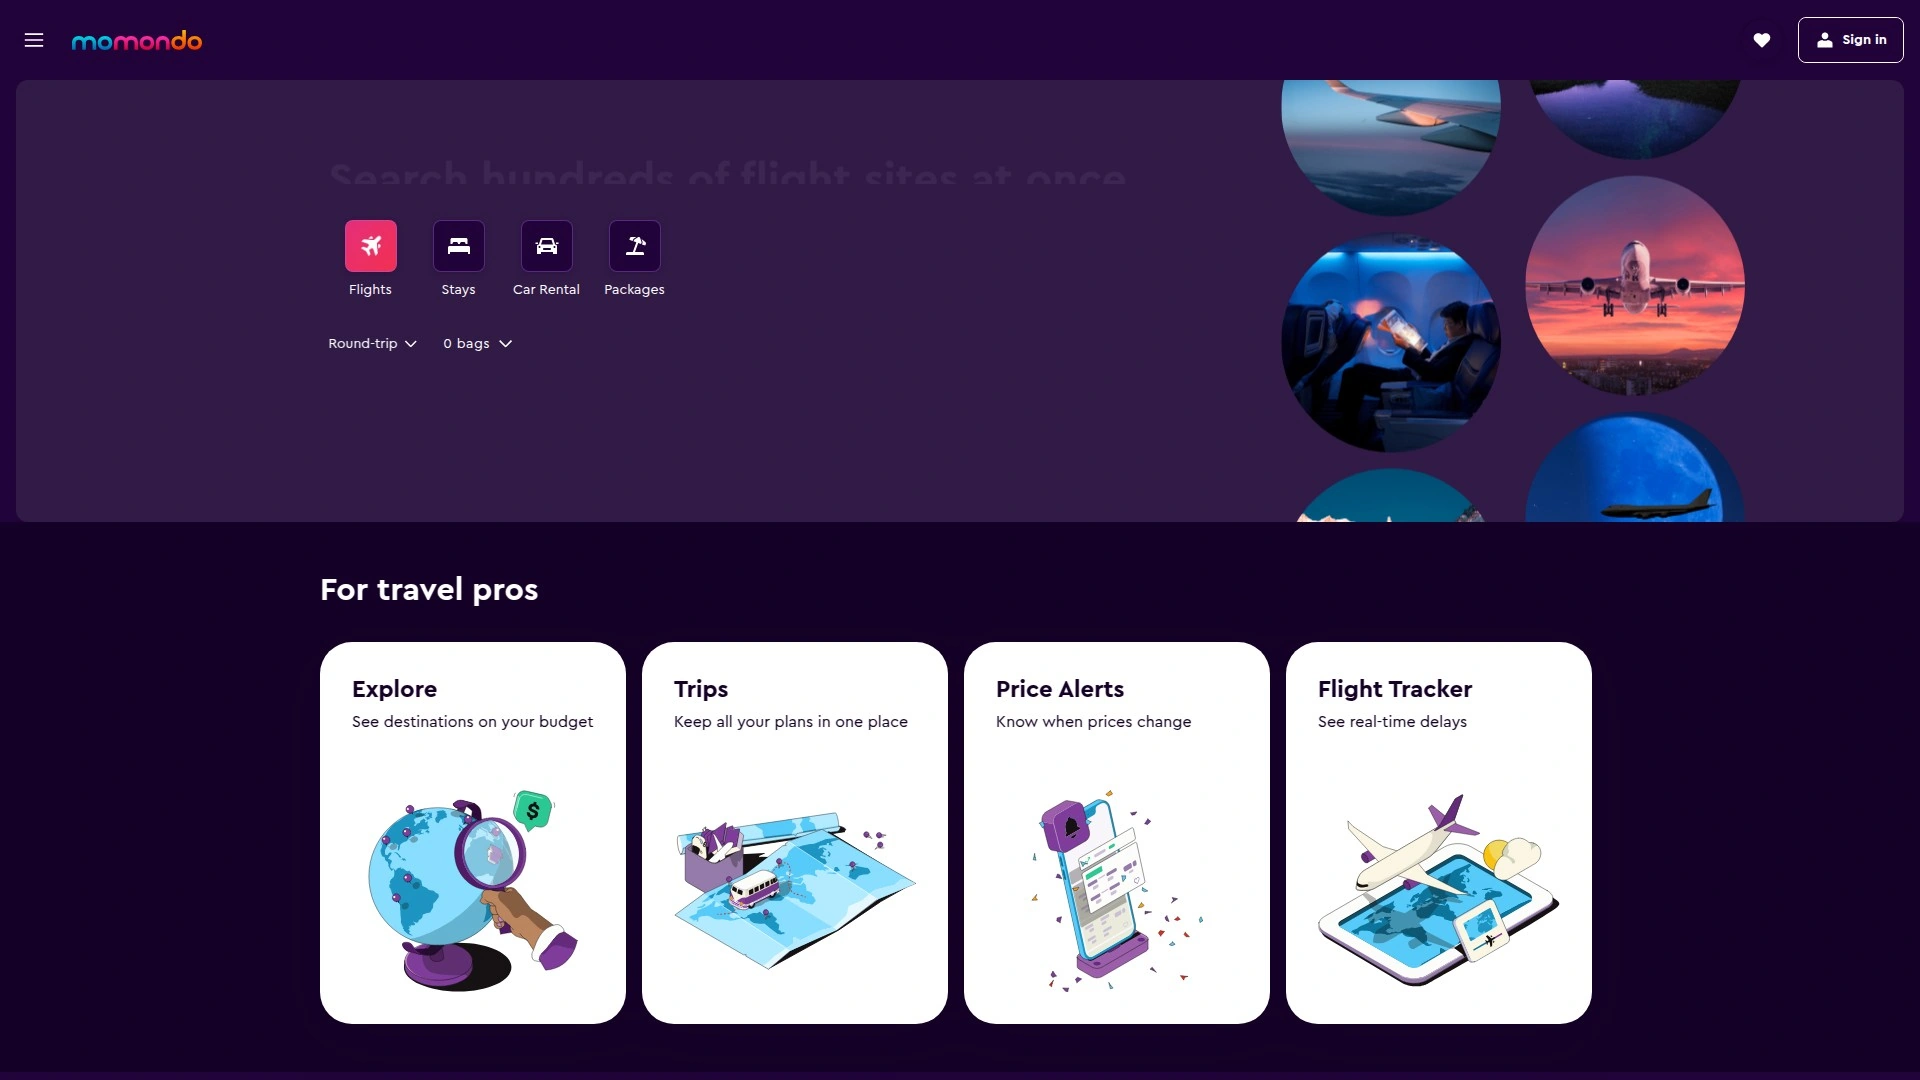 momondo
Sign in
Search hundreds of flight sites at once
Flights
Stays
Car Rental
Packages
Round-trip
0 bags
For travel pros
Explore
See destinations on your budget
$
Trips
Keep all your plans in one place
Price Alerts
Know when prices change
Flight Tracker
See real-time delays